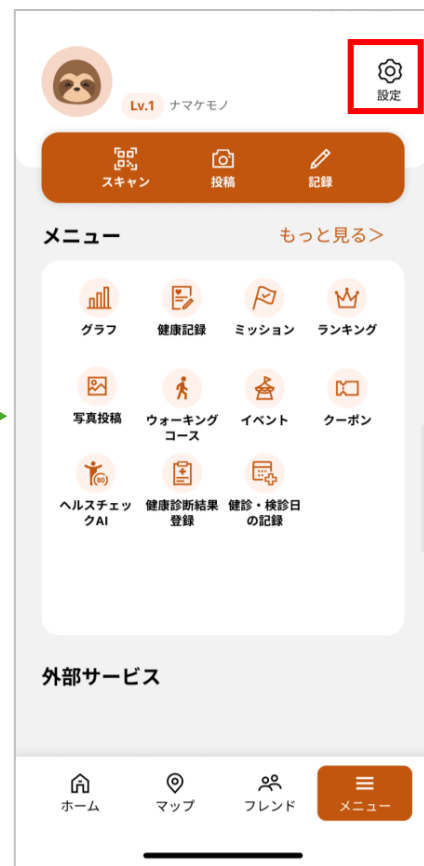 設定
Lv.1 ナマケモノ
スキャン 投稿 記録
メニュー もっと見る＞
グラフ 健康記録 ミッション ランキング
写真投稿 ウォーキング イベント クーポン
コース
ヘルスチェッ 健康診断結果 健診・検診日
クAI 登録 の記録
外部サービス
ホーム マップ フレンド メニュー